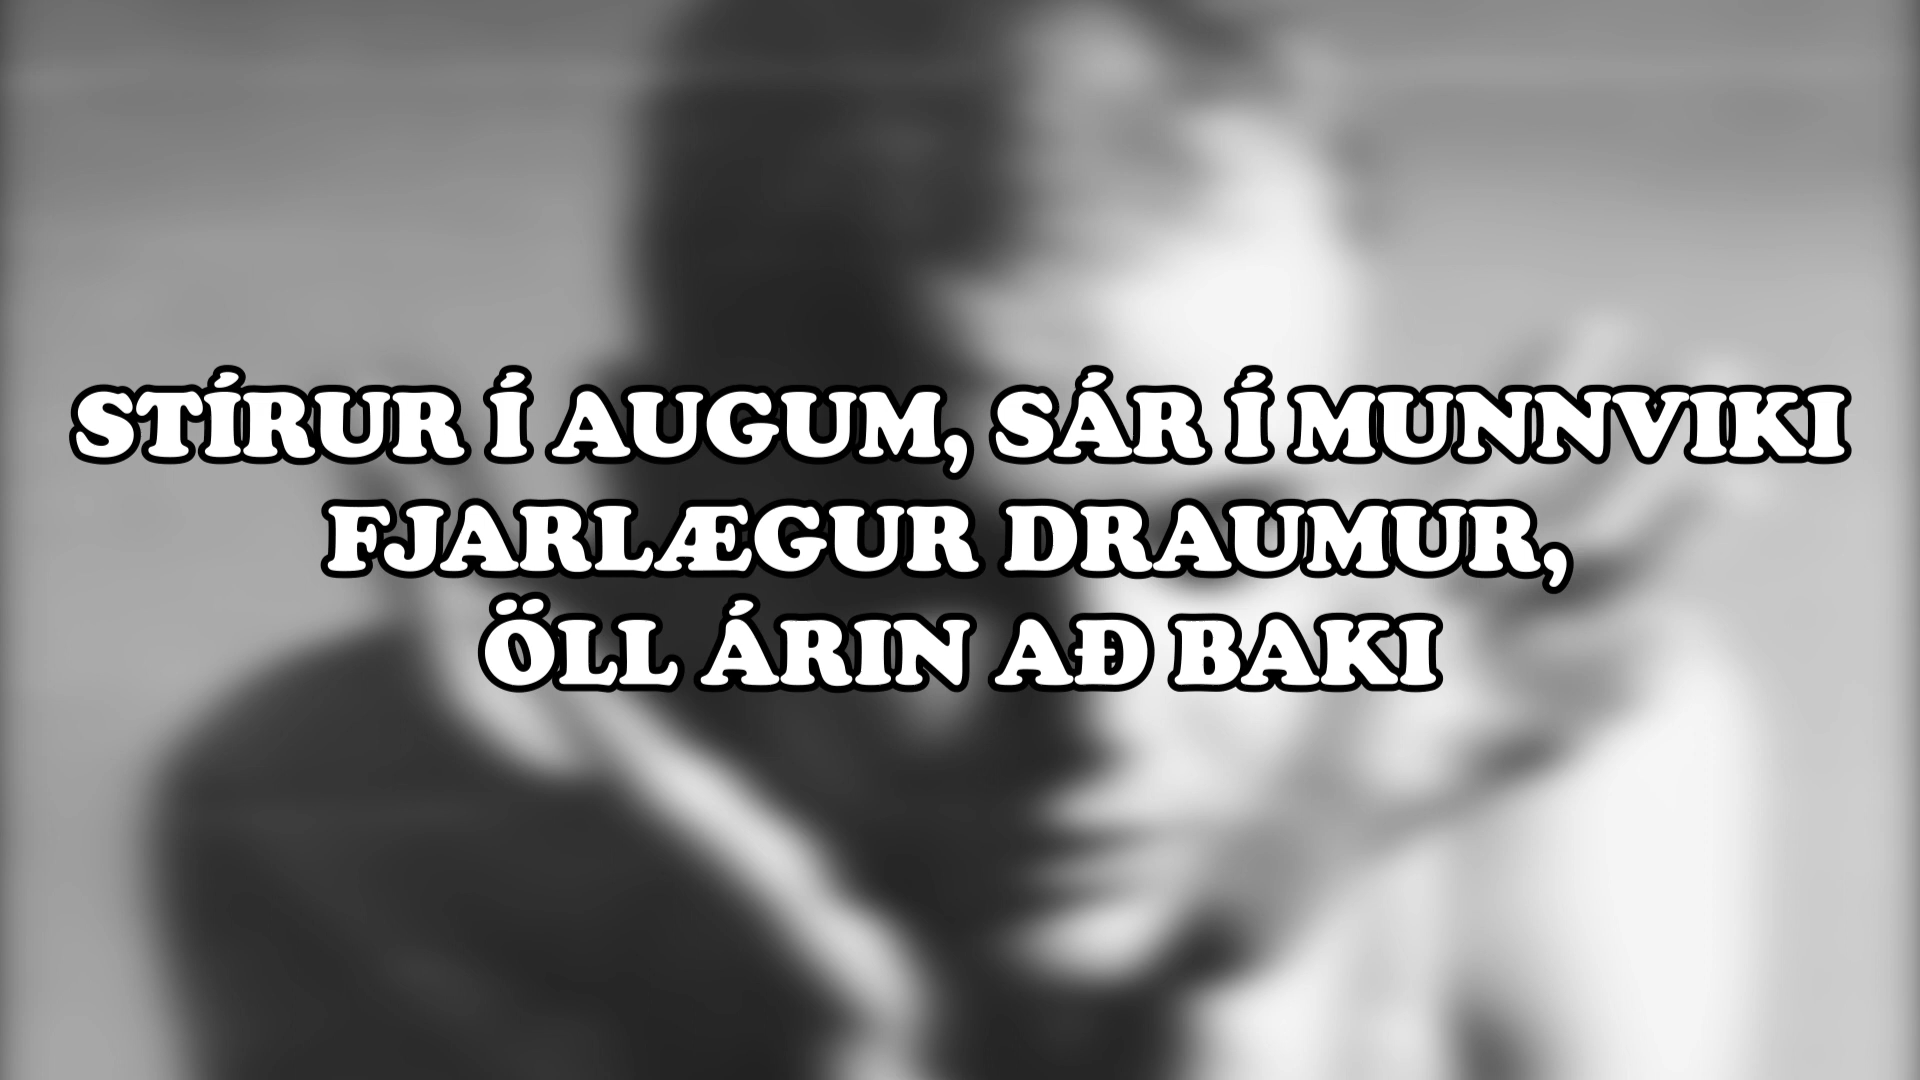 STÍRUR Í AUGUM, SÁR Í MUNNVIKI
FJARLÆGUR DRAUMUR,
ÖLL ÁRIN AÐ BAKI